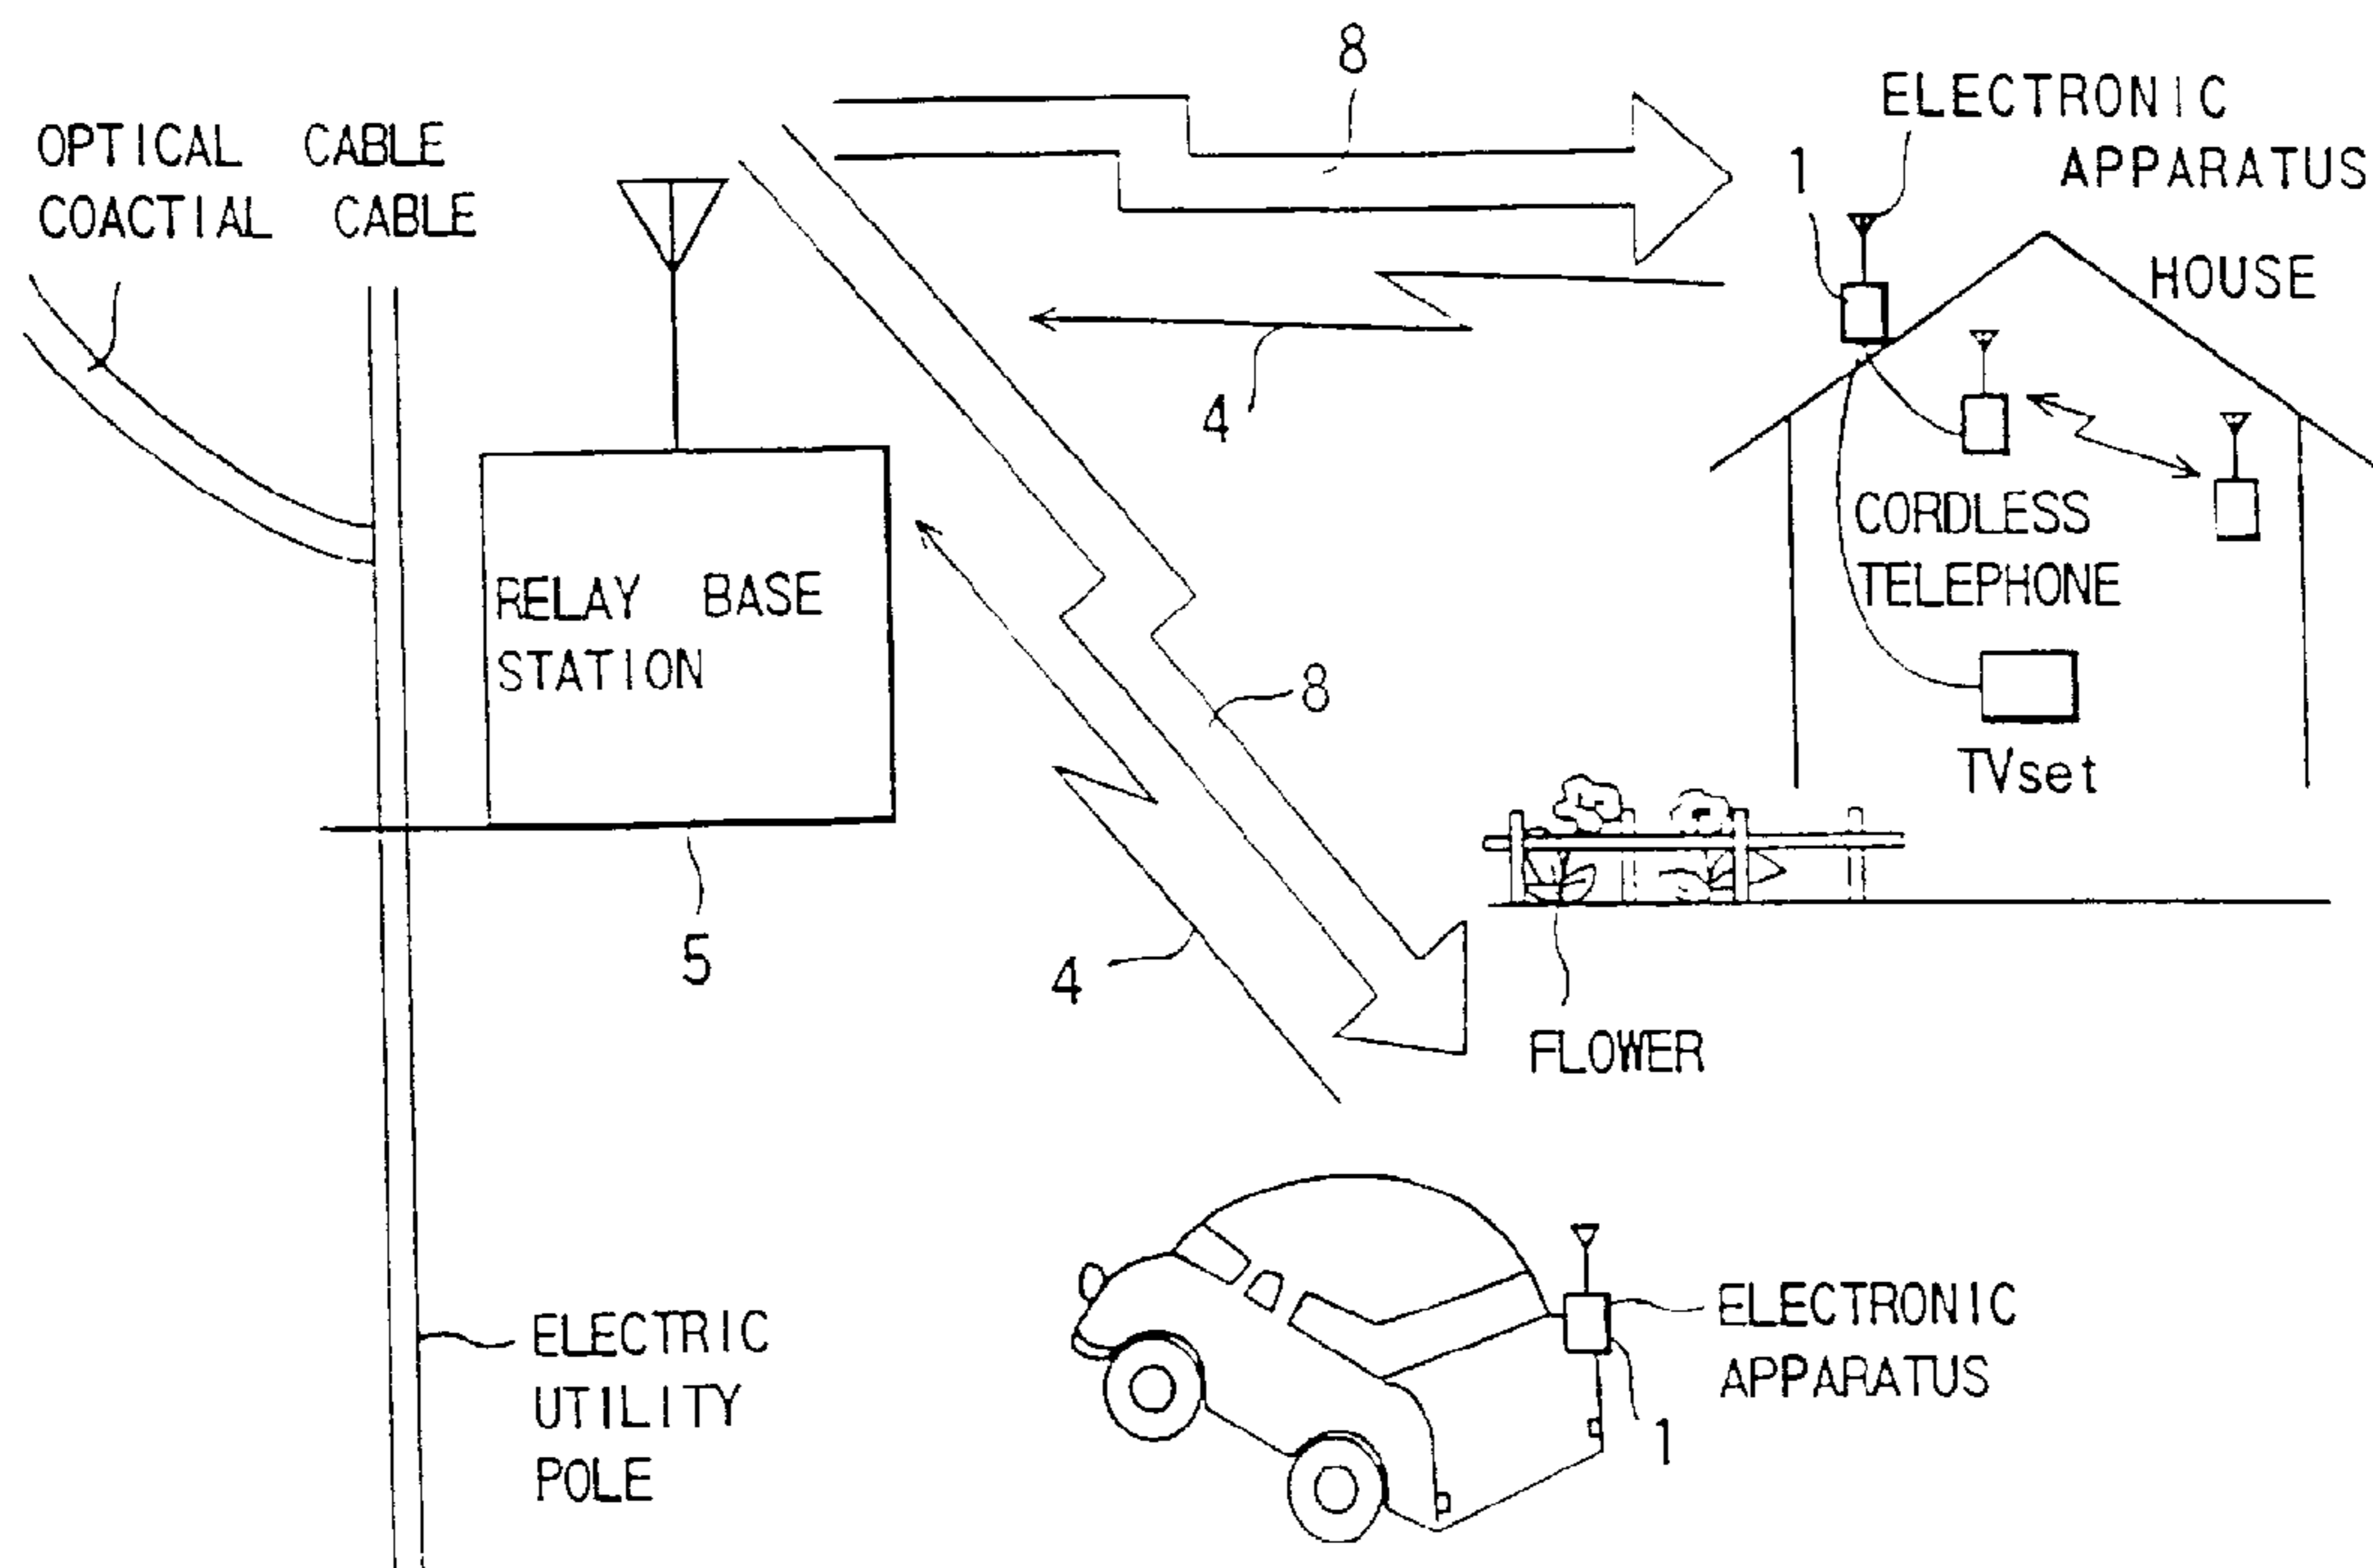 8
OPTICAL CABLE
COACTIAL CABLE
ELECTRONIC
APPARATUS
1
HOUSE
4
CORDLESS
TELEPHONE
RELAY BASE
STATION
8
TVset
5
4
FLOWER
ELECTRIC
UTILITY
POLE
ELECTRONIC
APPARATUS
1